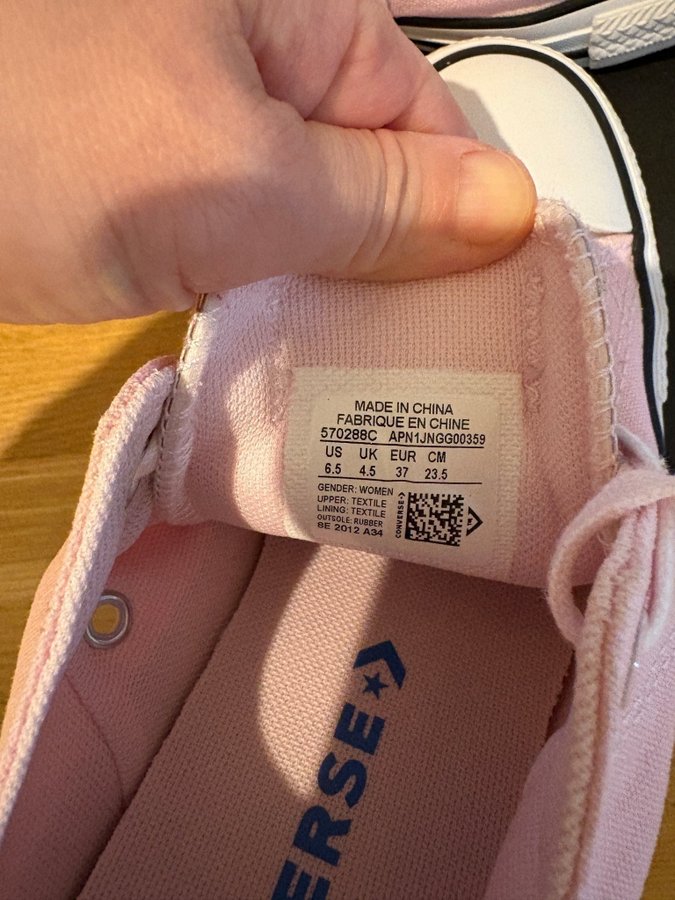 MADE IN CHINA
FABRIQUE EN CHINE
570288C APN1JNGG00359
US UK EUR CM
6.5 4.5 37 23.5
GENDER: WOMEN
UPPER: TEXTILE
LINING: TEXTILE
OUTSOLE: RUBBER
SE 2012 A34
CONVERSE
ERSE